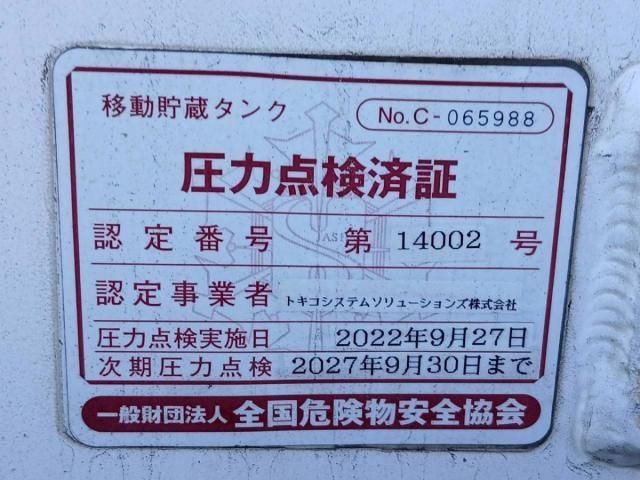 移動貯蔵タンク
No.C-065988
圧力点検済証
認定番号 第 14002 号
認定事業者 トキコシステムソリューションズ株式会社
圧力点検実施日 2022年9月27日
次期圧力点検 2027年9月30日まで
一般財団法人 全国危険物安全協会